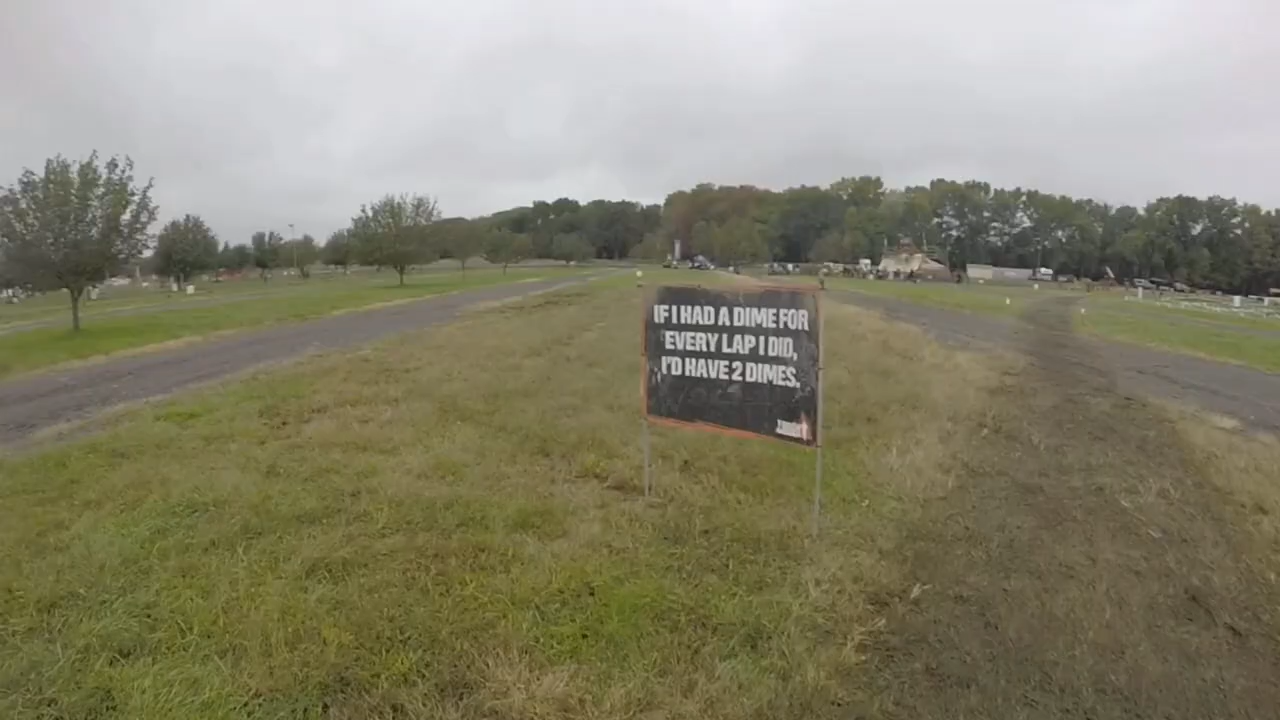 IF I HAD A DIME FOR
EVERY LAP I DID,
I'D HAVE 2 DIMES.